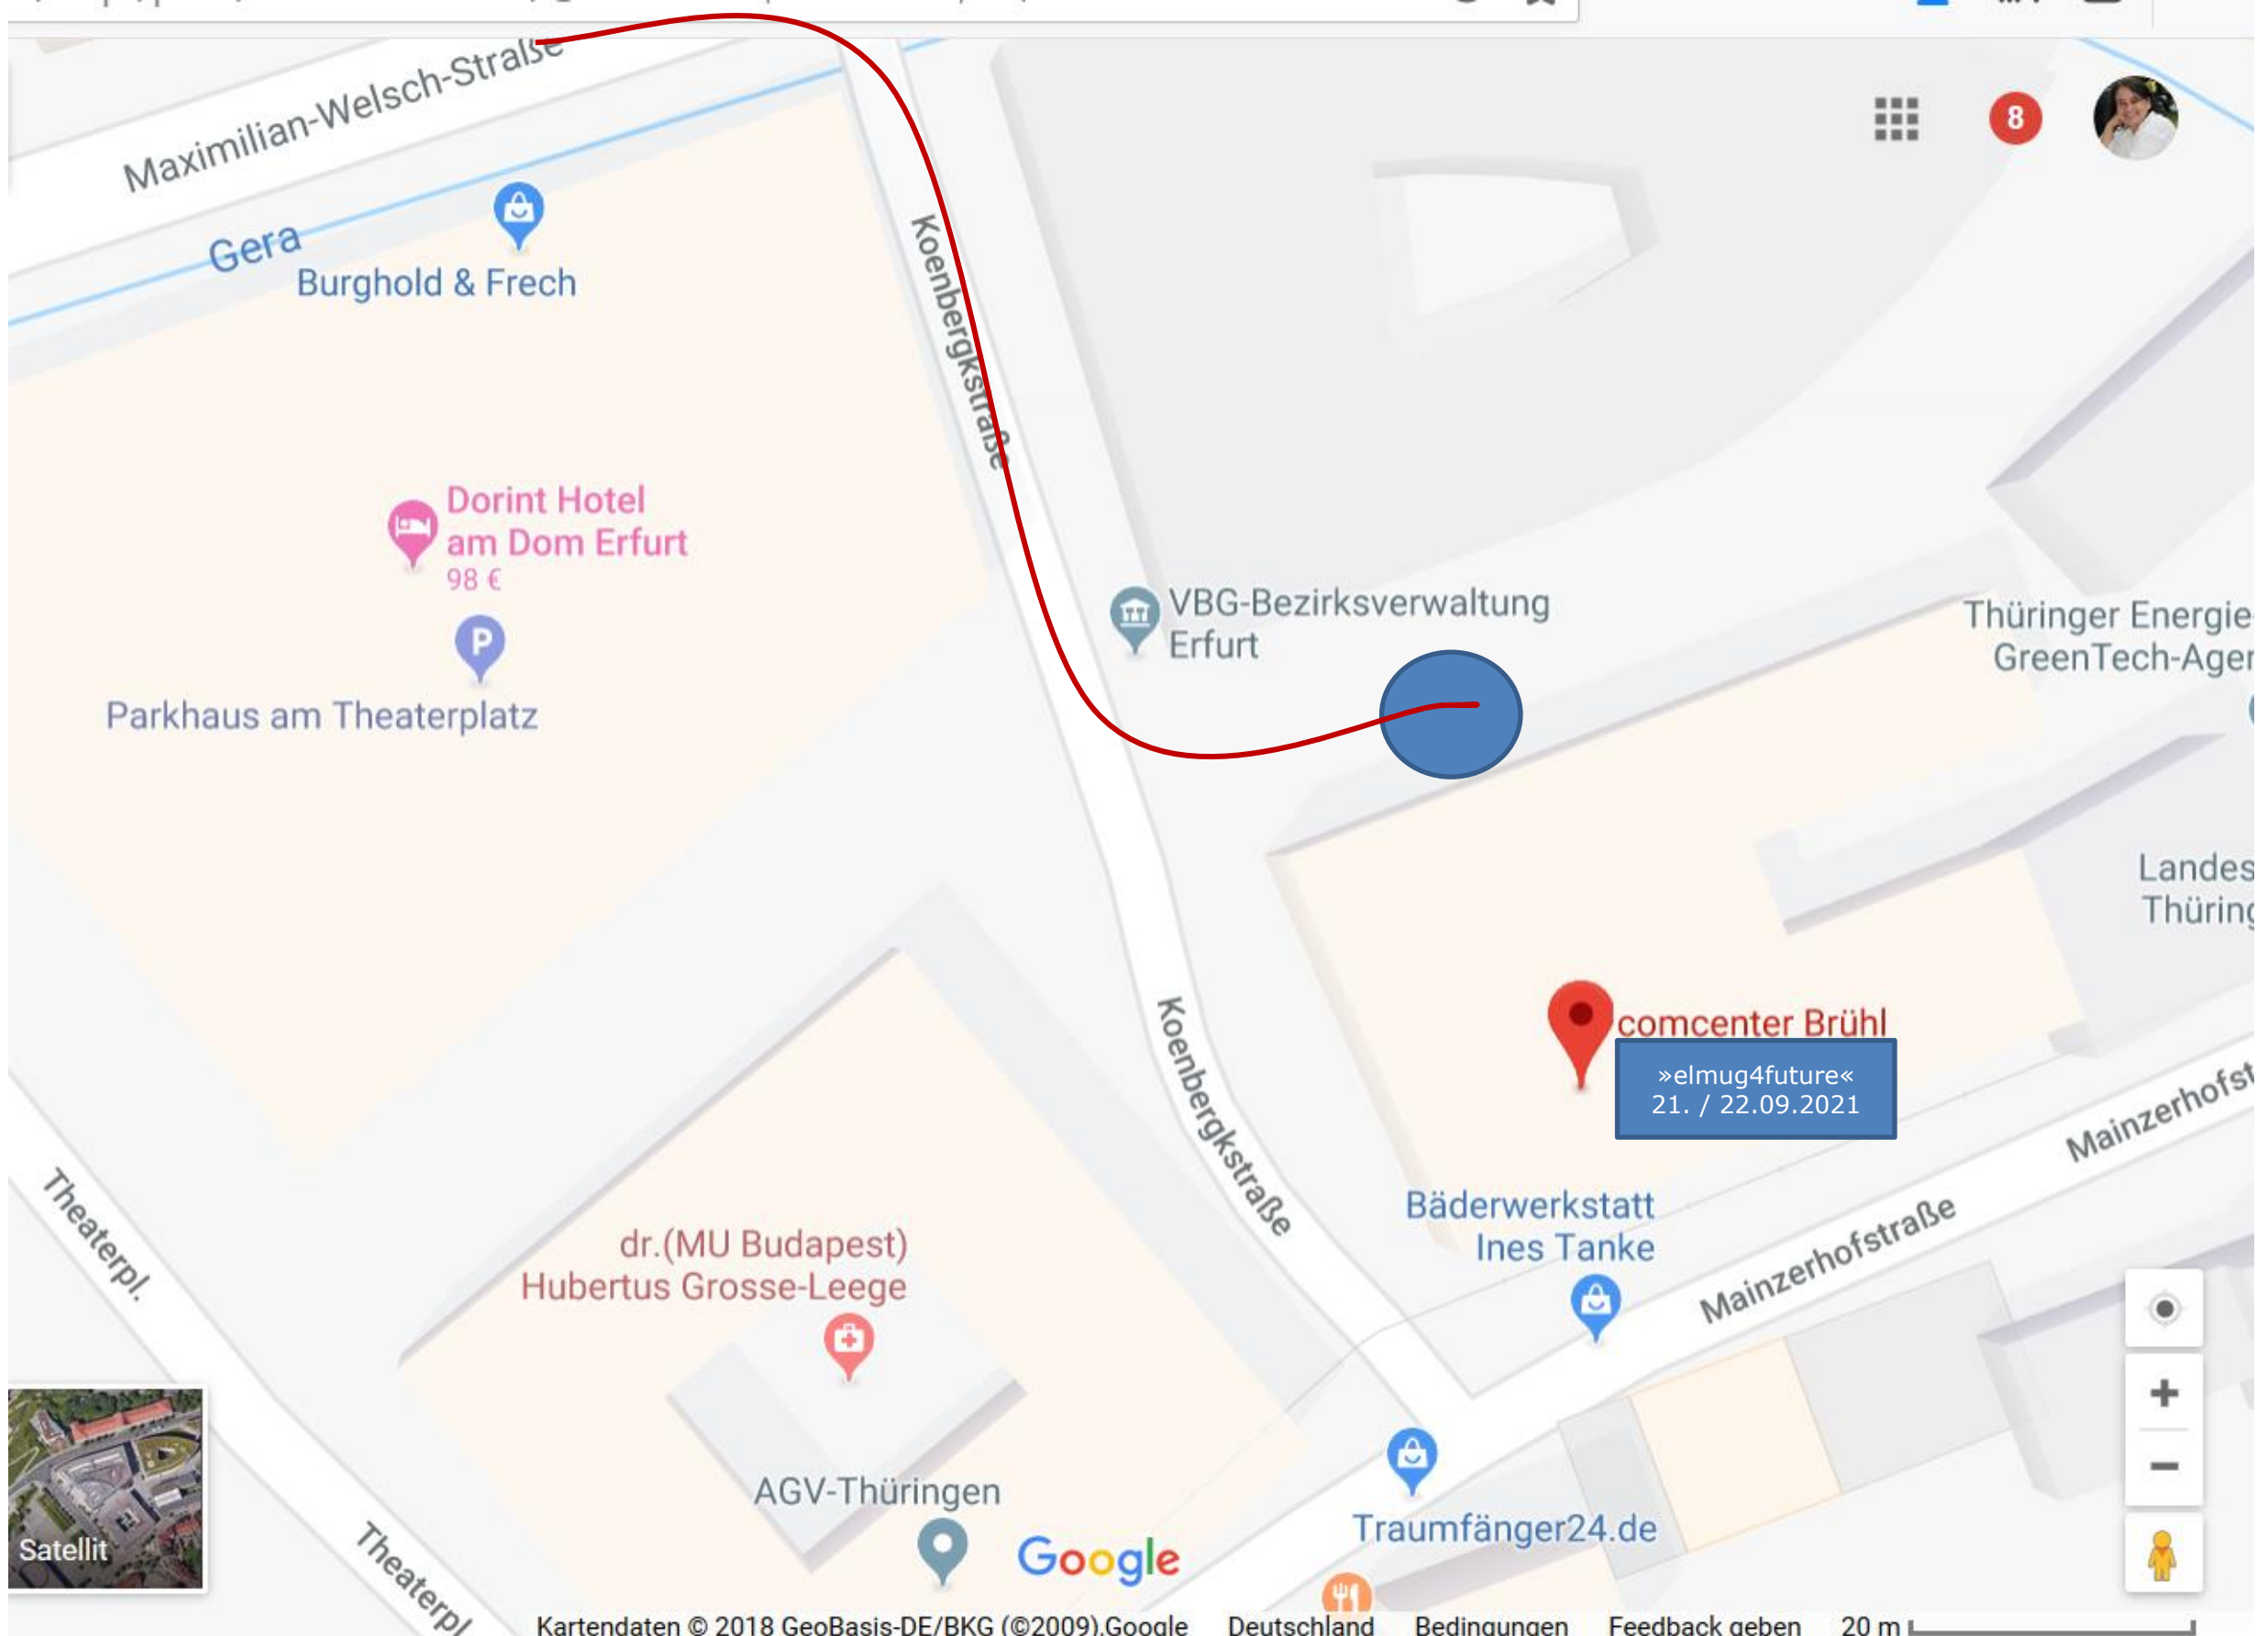 Maximilian-Welsch-Straße
8
Gera
Burghold & Frech
Koenbergkstraße
Dorint Hotel
am Dom Erfurt
98 €
P
Parkhaus am Theaterplatz
VBG-Bezirksverwaltung
Erfurt
Thüringer Energie-
GreenTech-Agen
Landes
Thüring
comcenter Brühl
»elmug4future«
21. / 22.09.2021
Koenbergkstraße
Mainzerhofst
Mainzerhofstraße
Bäderwerkstatt
Ines Tanke
Theaterpl.
dr.(MU Budapest)
Hubertus Grosse-Leege
AGV-Thüringen
Traumfänger24.de
Satellit
Theaterpl
Google
Kartendaten © 2018 GeoBasis-DE/BKG (©2009),Google Deutschland Bedingungen Feedback geben 20 m